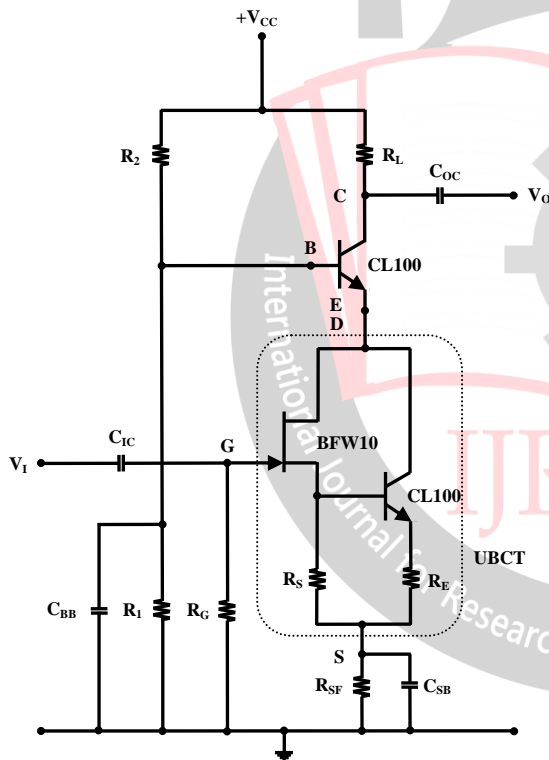 +VCC
R2
RL
COC
C
VO
B
CL100
E
D
CIC
G
BFW10
VI
CL100
UBCT
RS
RE
CBB
R1
RG
S
RSF
CSB
International Journal for Research
IJR